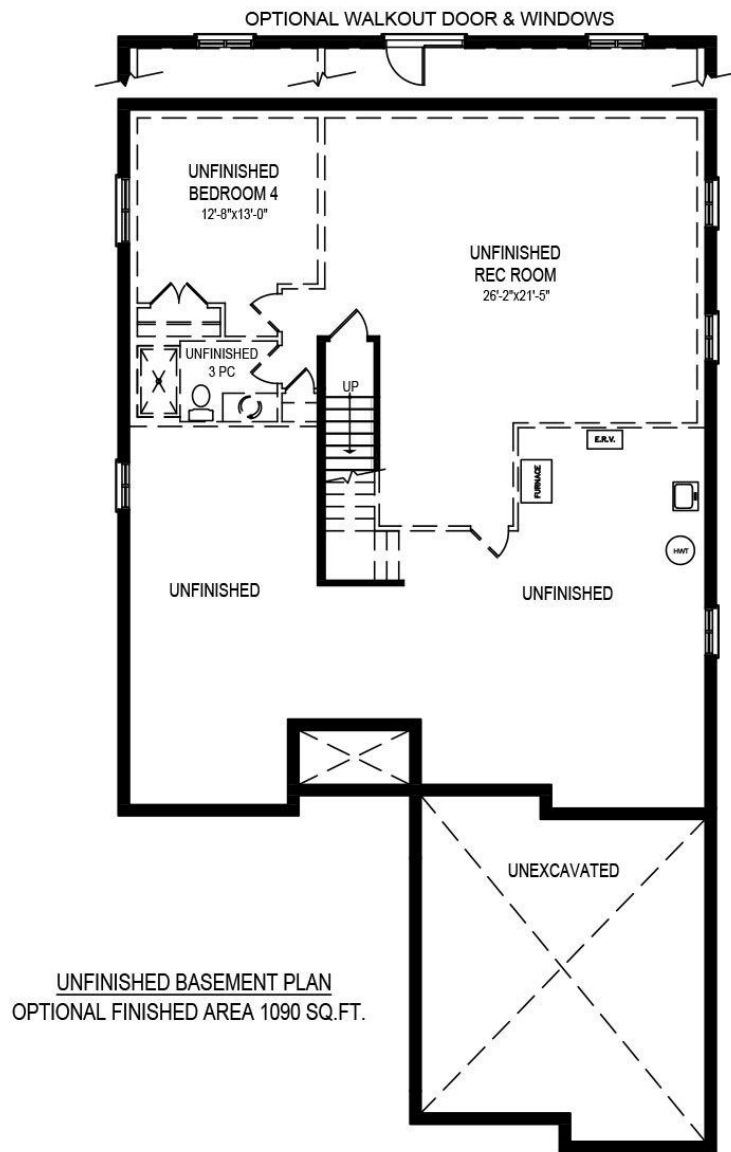 OPTIONAL WALKOUT DOOR & WINDOWS
UNFINISHED
BEDROOM 4
12'-8"x13'-0"
UNFINISHED
REC ROOM
26'-2"x21'-5"
UNFINISHED
3 PC
UP
E.R.V.
FURNACE
HWT
UNFINISHED
UNFINISHED
UNEXCAVATED
UNFINISHED BASEMENT PLAN
OPTIONAL FINISHED AREA 1090 SQ.FT.